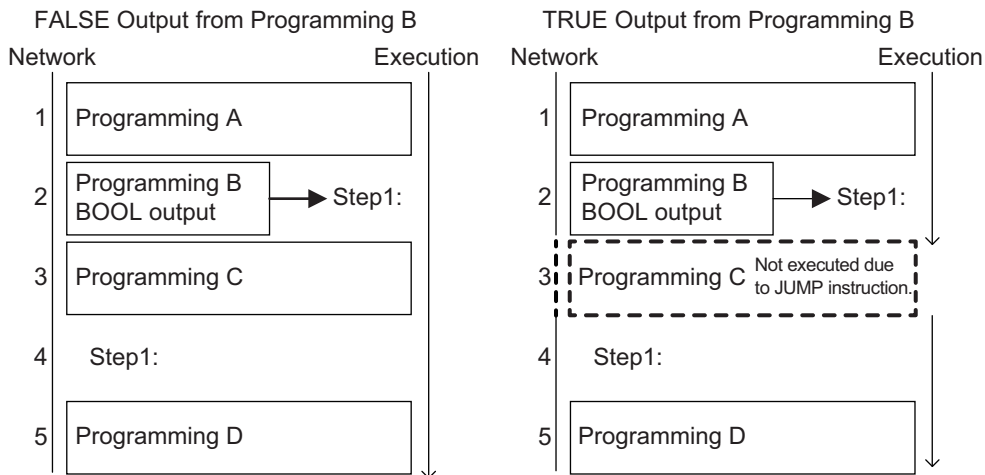 FALSE Output from Programming B
Network
Execution
1
Programming A
2
Programming B
BOOL output
Step1:
3
Programming C
4
Step1:
5
Programming D
TRUE Output from Programming B
Network
Execution
1
Programming A
2
Programming B
BOOL output
Step1:
3
Programming C
Not executed due
to JUMP instruction.
4
Step1:
5
Programming D